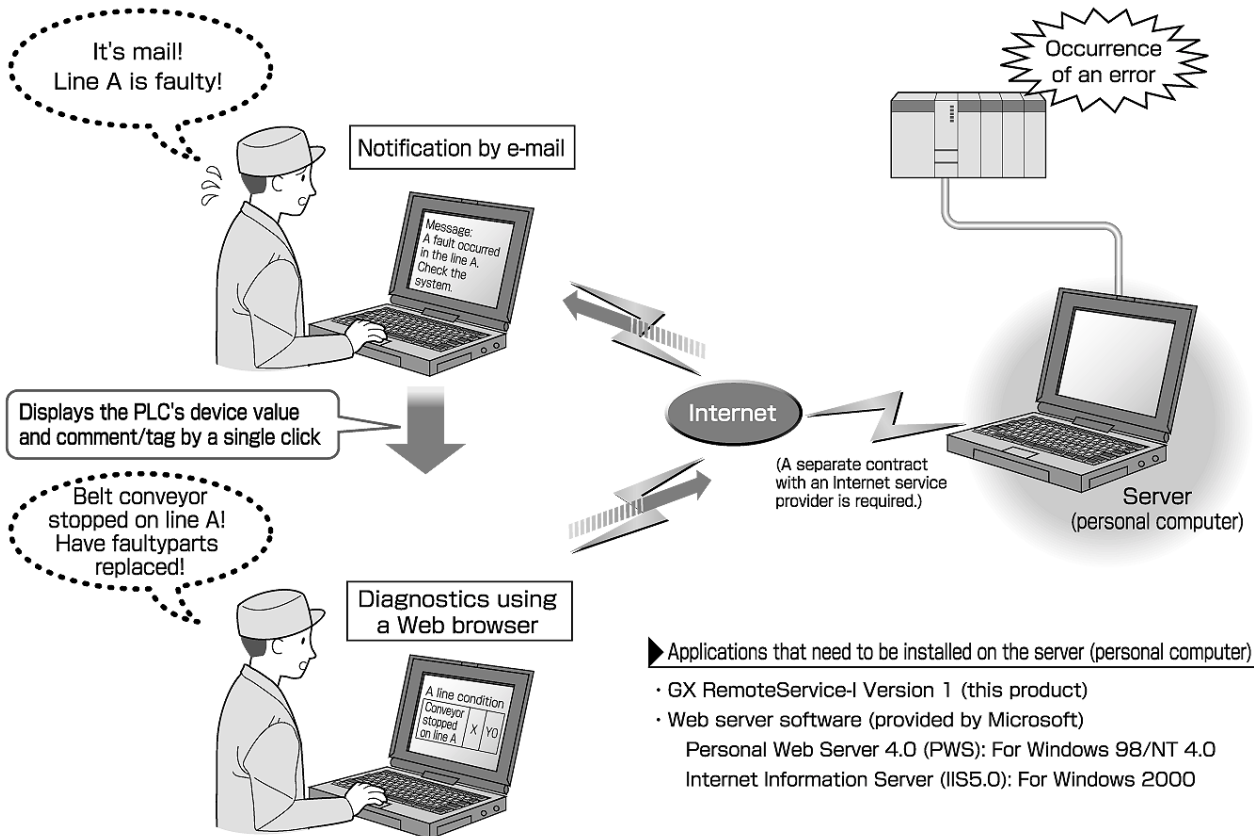 It's mail!
Line A is faulty!
Occurrence
of an error
Notification by e-mail
Message:
A fault occurred
in the line A.
Check the
system.
Displays the PLC's device value
and comment/tag by a single click
Internet
(A separate contract
with an Internet service
provider is required.)
Server
(personal computer)
Belt conveyor
stopped on line A!
Have faultyparts
replaced!
Diagnostics using
a Web browser
A line condition
Conveyor
stopped
on line A
X
Y0
Applications that need to be installed on the server (personal computer)
· GX RemoteService-I Version 1 (this product)
· Web server software (provided by Microsoft)
Personal Web Server 4.0 (PWS): For Windows 98/NT 4.0
Internet Information Server (IIS5.0): For Windows 2000